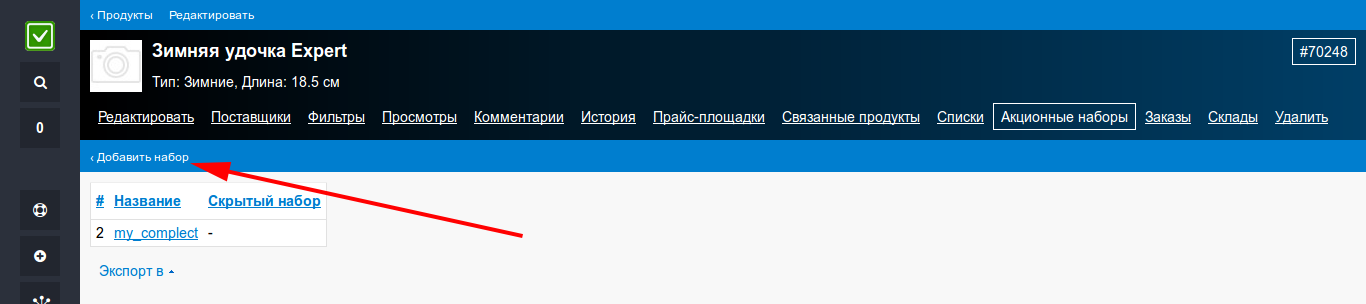 ‹ Продукты Редактировать
Зимняя удочка Expert
#70248
Тип: Зимние, Длина: 18.5 см
0
Редактировать Поставщики Фильтры Просмотры Комментарии История Прайс-площадки Связанные продукты Списки Акционные наборы Заказы Склады Удалить
‹ Добавить набор
# Название Скрытый набор
2 my_complect -
Экспорт в